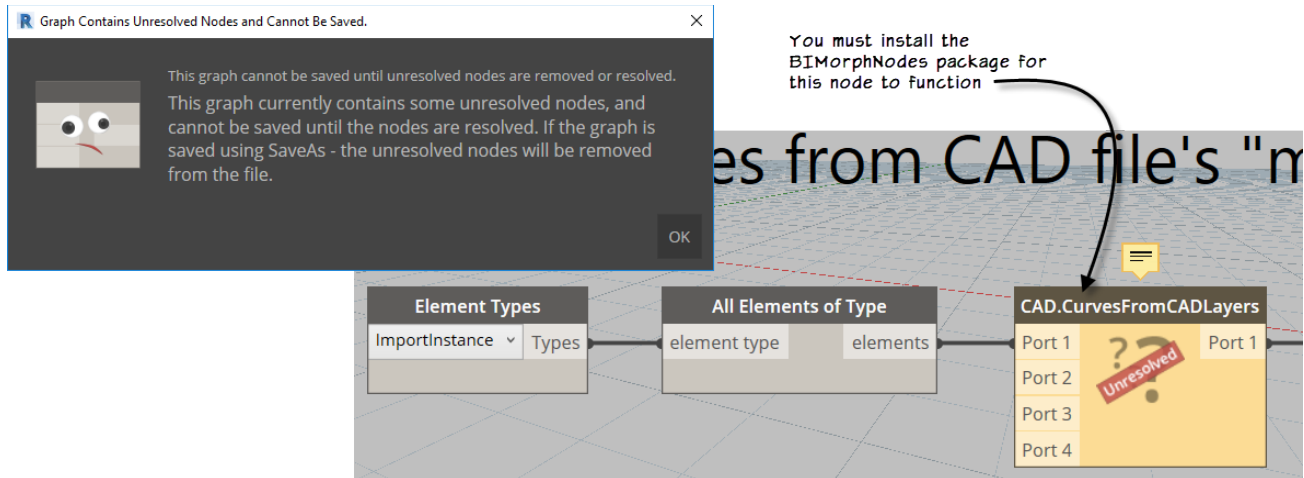 Graph Contains Unresolved Nodes and Cannot Be Saved.
This graph cannot be saved until unresolved nodes are removed or resolved.
This graph currently contains some unresolved nodes, and
cannot be saved until the nodes are resolved. If the graph is
saved using SaveAs - the unresolved nodes will be removed
from the file.
OK
You must install the
BIMorphNodes package for
this node to function
es from CAD file's "m
Element Types
ImportInstance
Types
All Elements of Type
element type
elements
CAD.CurvesFromCADLayers
Port 1
Port 2
Port 3
Port 4
??
Unresolved
Port 1